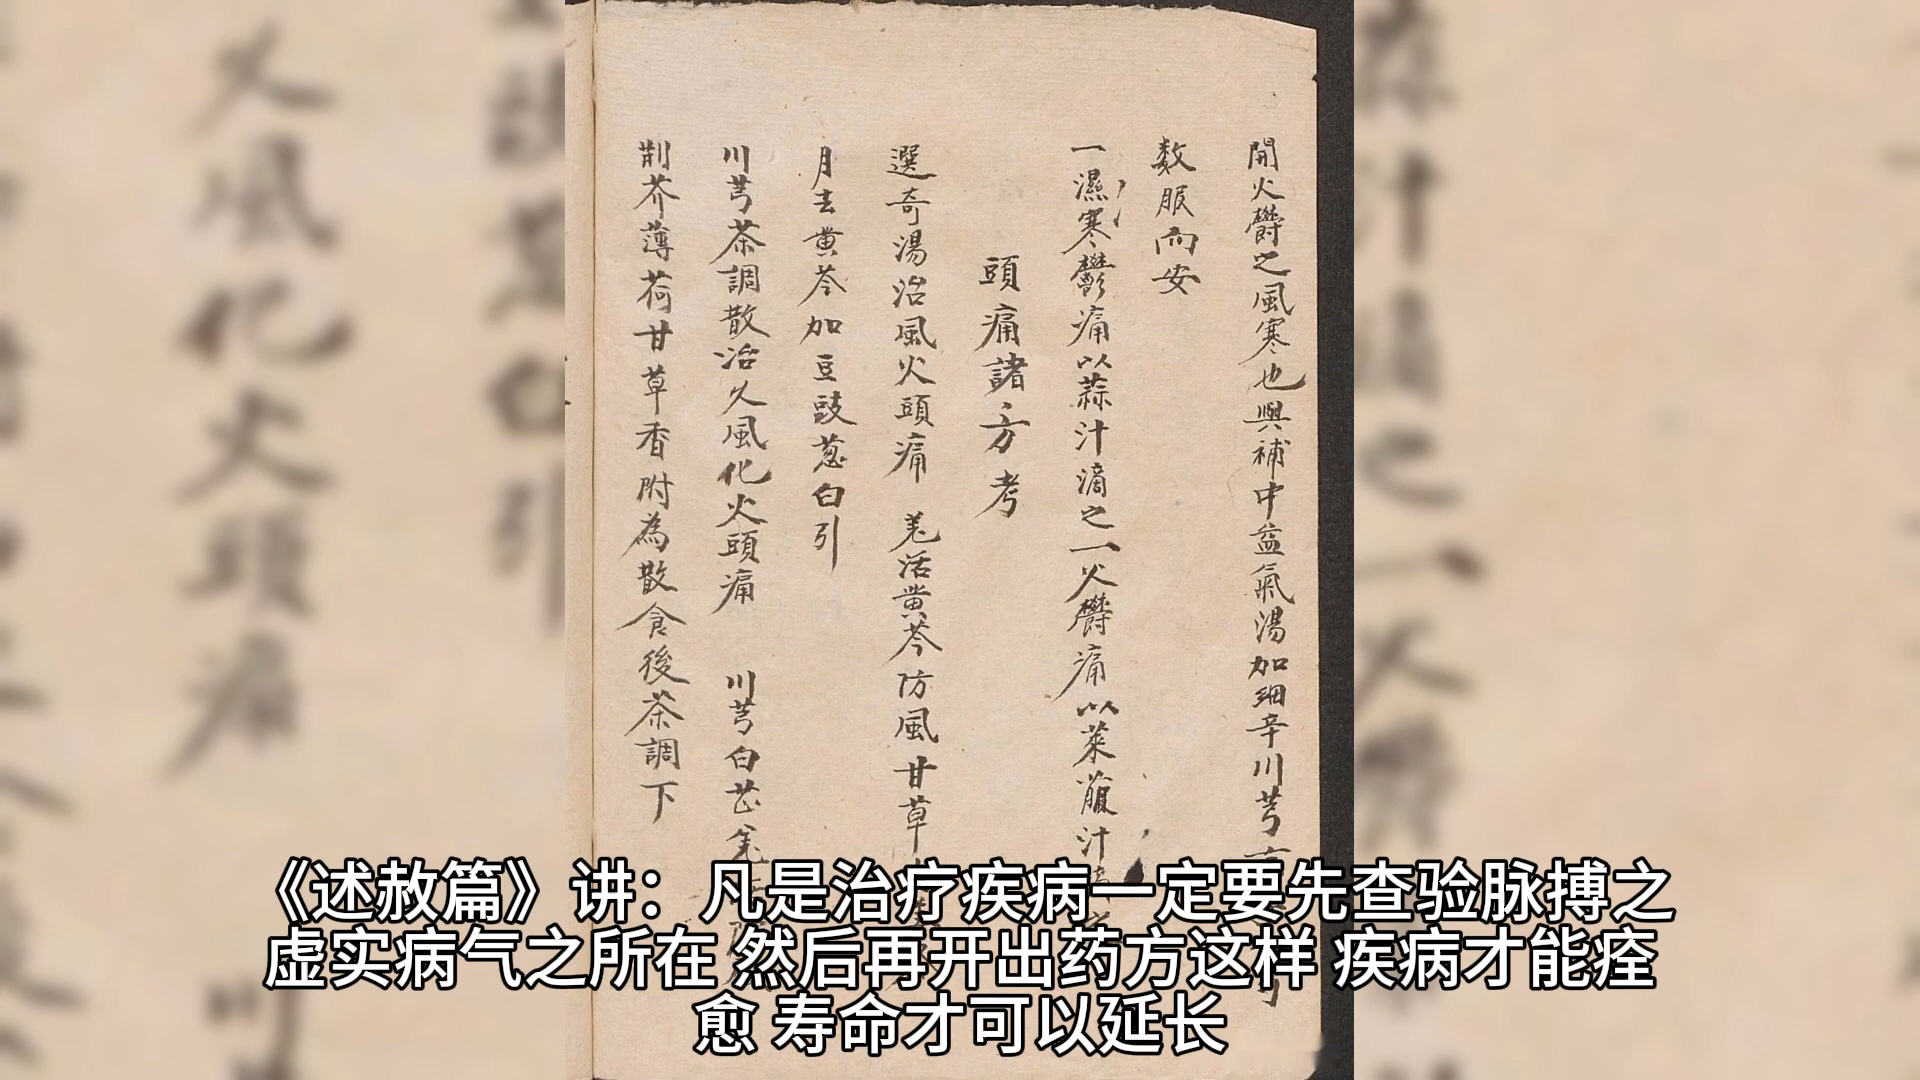 開火鬱之風寒也興補中益氣湯加細辛川芎
数服而安
一濕寒鬱痛以蒜汁滴之一火鬱痛以萊菔汁
頭痛諸方考
選奇湯治風火頭痛 羌活黄芩防風甘草
月去黄芩加豆豉葱白引
川芎茶調散治久風化火頭痛 川芎白芷羌
荆芥薄荷甘草香附為散食後茶調下
《述赦篇》讲：凡是治疗疾病一定要先查验脉搏之
虚实病气之所在 然后再开出药方这样 疾病才能痊
愈 寿命才可以延长